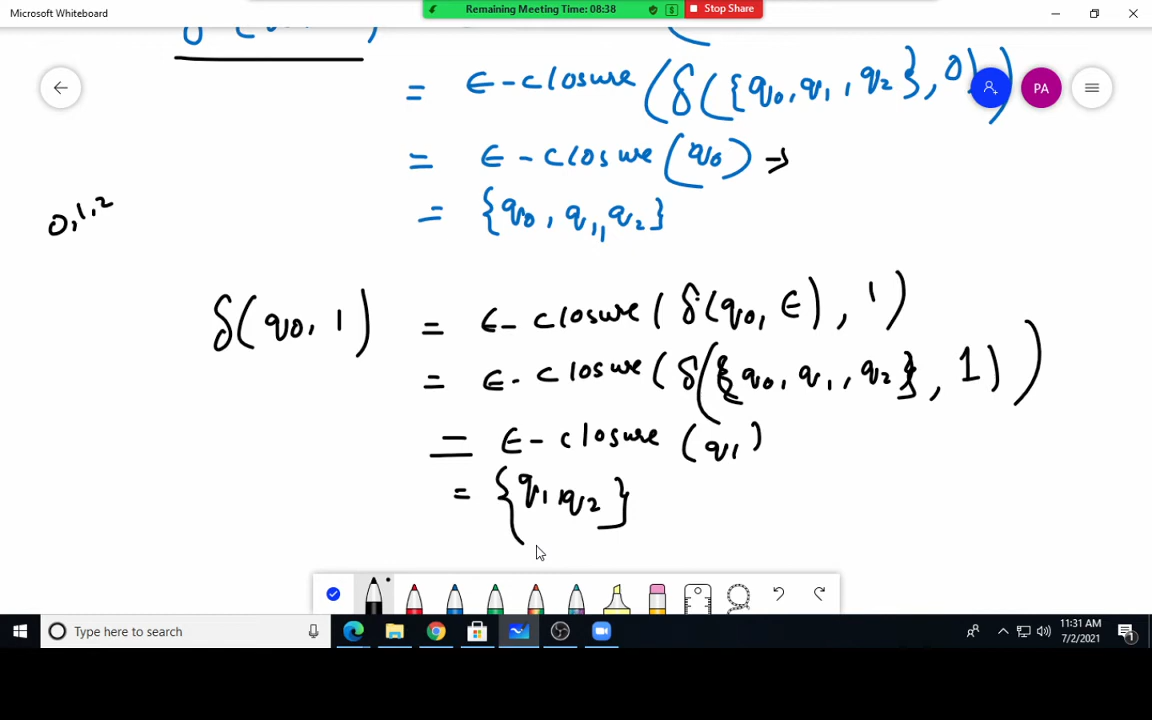 Remaining Meeting Time: 08:38
Stop Share
Microsoft Whiteboard
= ϵ-closure (δ({q0, q1, q2}, 0))
PA
= ϵ-closure (q0) →
= {q0, q1, q2}
0,1,2
δ(q0, 1) = ϵ-closure (δ(q0, ϵ), 1)
= ϵ-closure (δ({q0, q1, q2}, 1))
= ϵ-closure (q1)
= {q1, q2}
Type here to search
11:31 AM
7/2/2021
1